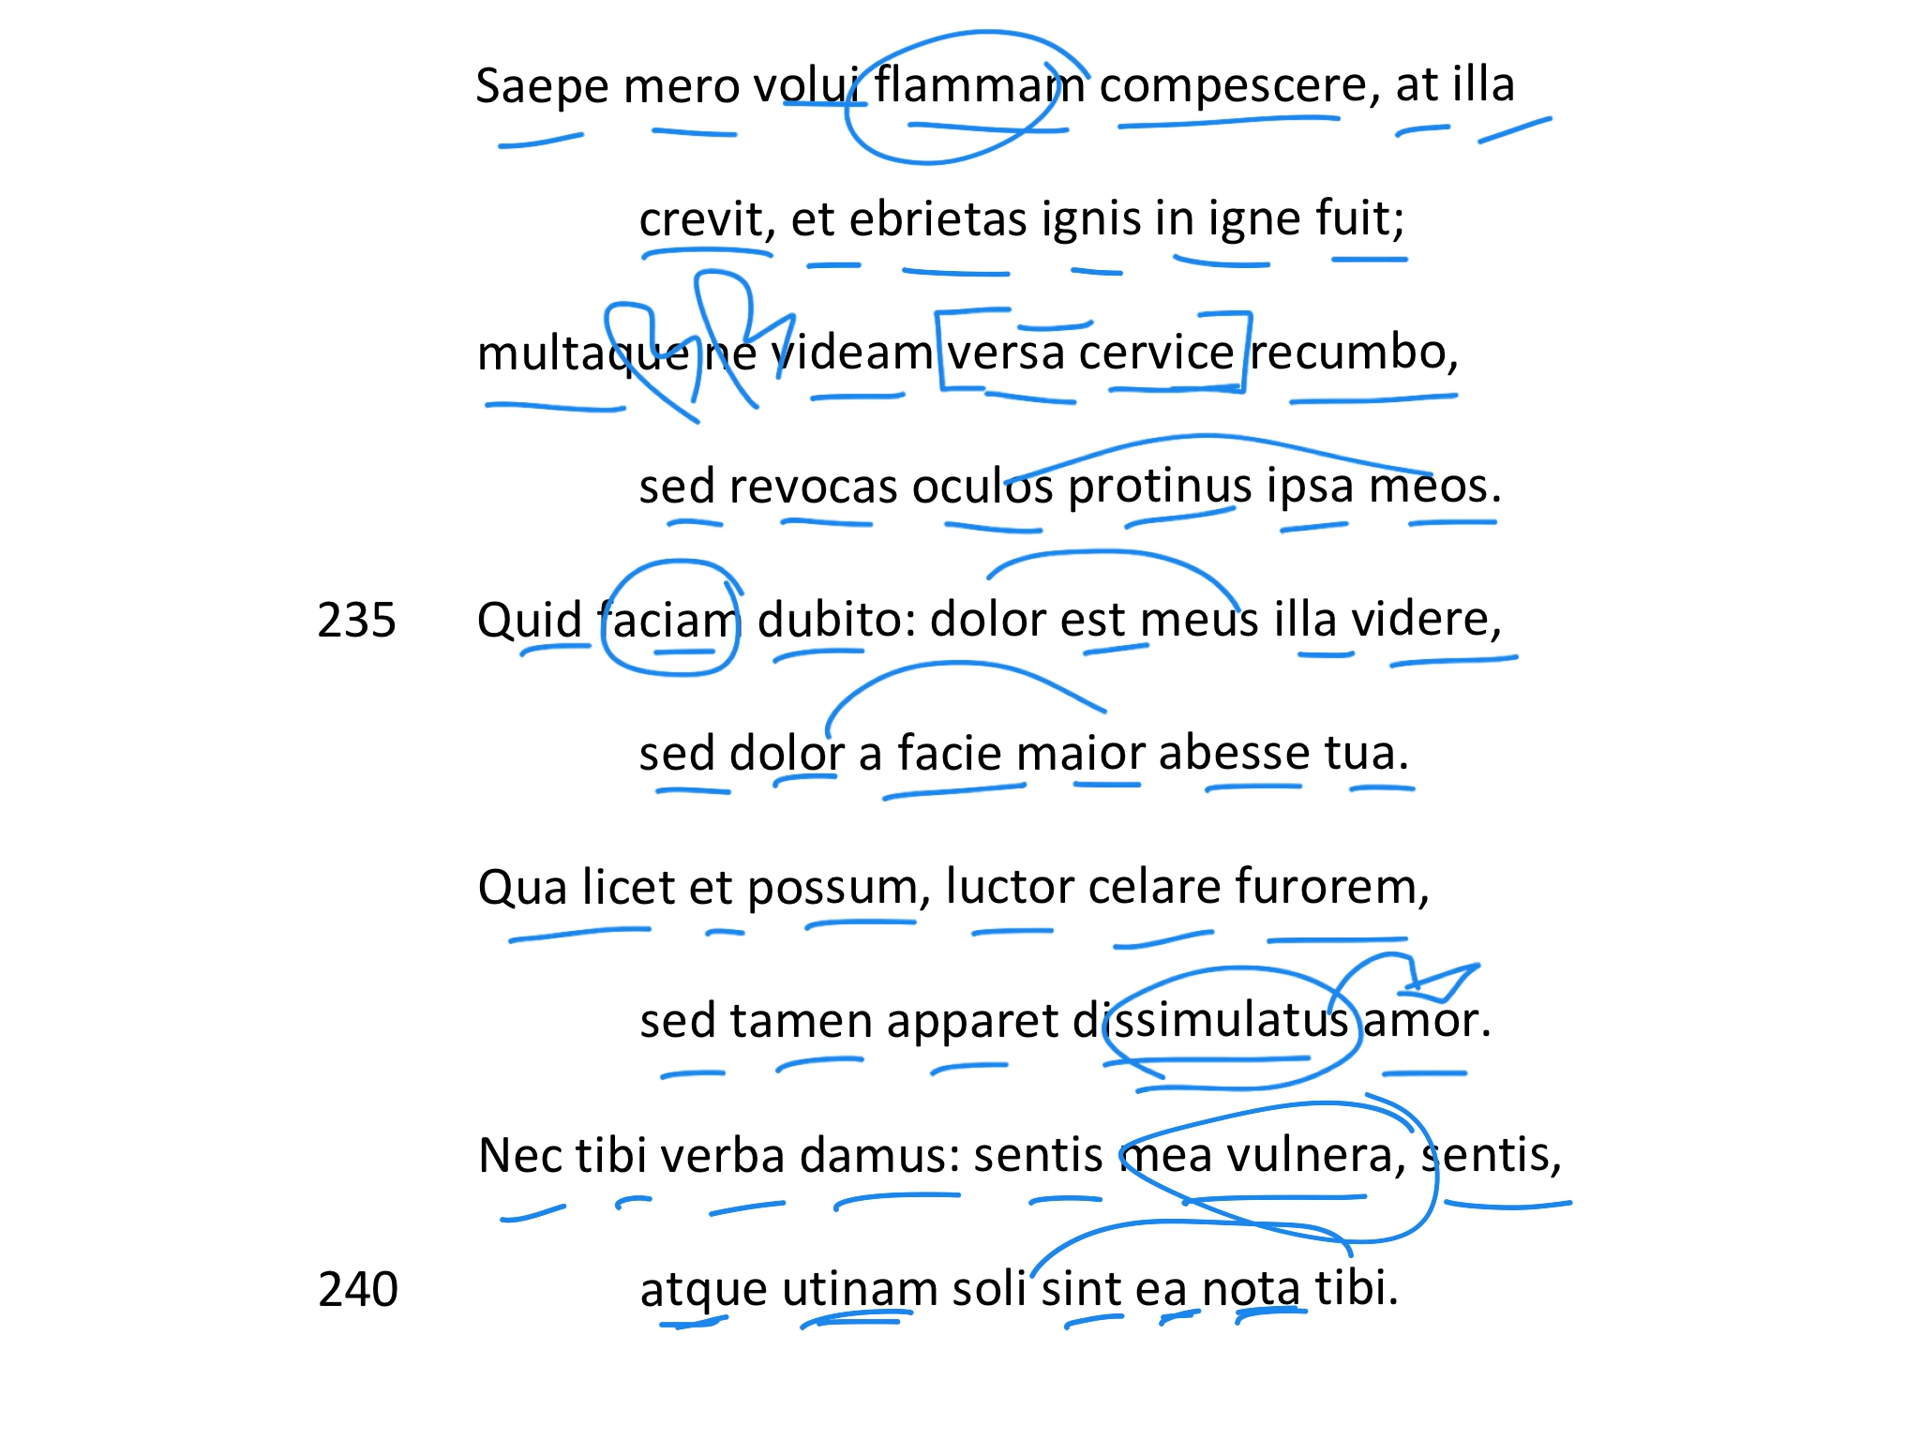 Saepe mero volui flammam compescere, at illa
crevit, et ebrietas ignis in igne fuit;
multaque ne videam versa cervice recumbo,
sed revocas oculos protinus ipsa meos.
235 Quid faciam dubito: dolor est meus illa videre,
sed dolor a facie maior abesse tua.
Qua licet et possum, luctor celare furorem,
sed tamen apparet dissimulatus amor.
Nec tibi verba damus: sentis mea vulnera, sentis,
240 atque utinam soli sint ea nota tibi.